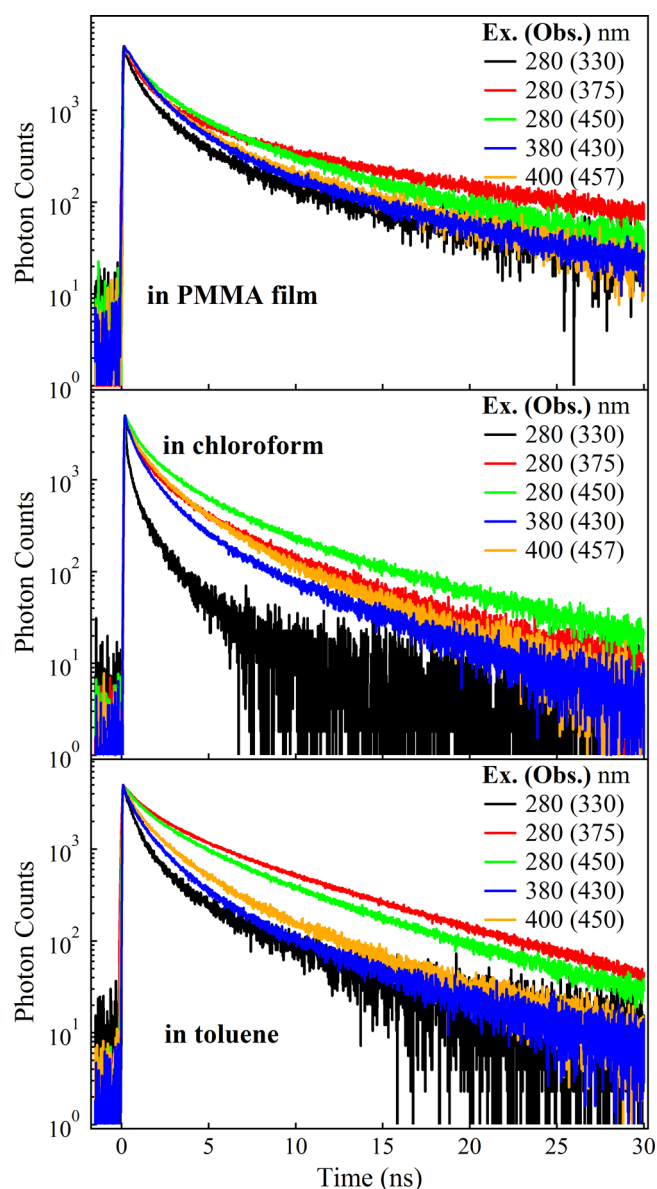 Ex. (Obs.) nm
280 (330)
280 (375)
280 (450)
380 (430)
400 (457)
in PMMA film
Photon Counts
10³
10²
10¹
10⁰
Ex. (Obs.) nm
280 (330)
280 (375)
280 (450)
380 (430)
400 (457)
in chloroform
Photon Counts
10³
10²
10¹
10⁰
Ex. (Obs.) nm
280 (330)
280 (375)
280 (450)
380 (430)
400 (450)
in toluene
Photon Counts
10³
10²
10¹
10⁰
0 5 10 15 20 25 30
Time (ns)